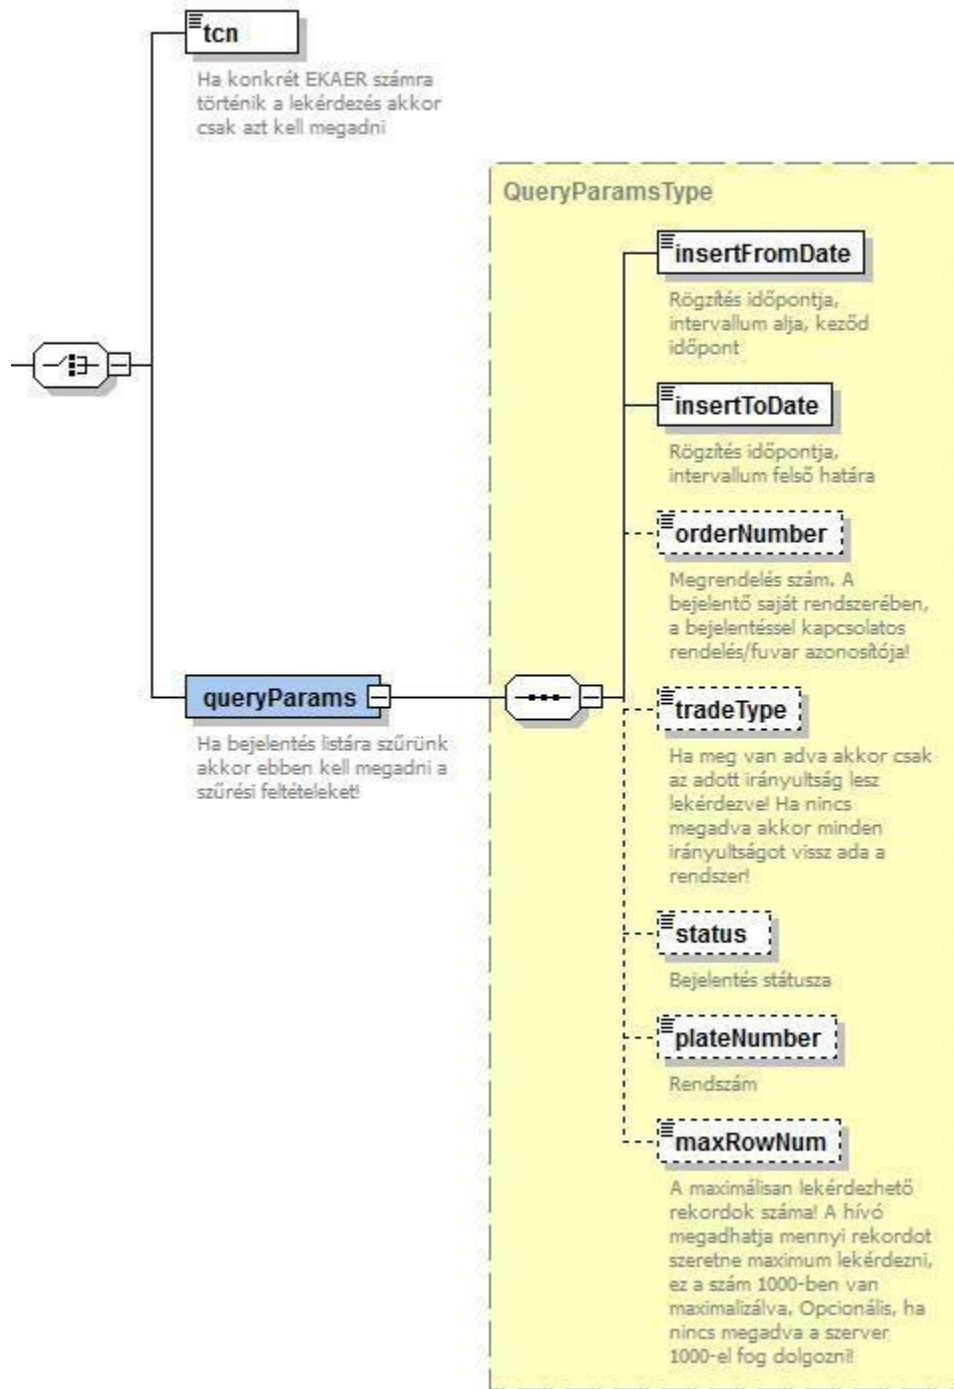 tcn
Ha konkrét EKAER számra
történik a lekérdezés akkor
csak azt kell megadni
QueryParamsType
insertFromDate
Rögzítés időpontja,
intervallum alja, keződ
időpont
insertToDate
Rögzítés időpontja,
intervallum felső határa
orderNumber
Megrendelés szám. A
bejelentő saját rendszerében,
a bejelentéssel kapcsolatos
rendelés/fuvar azonosítója!
queryParams
Ha bejelentés listára szűrünk
akkor ebben kell megadni a
szűrési feltételeket!
tradeType
Ha meg van adva akkor csak
az adott irányultság lesz
lekérdezve! Ha nincs
megadva akkor minden
irányultságot vissz ada a
rendszer!
status
Bejelentés státusza
plateNumber
Rendszám
maxRowNum
A maximálisan lekérdezhető
rekordok száma! A hívó
megadhatja mennyi rekordot
szeretne maximum lekérdezni,
ez a szám 1000-ben van
maximalizálva. Opcionális, ha
nincs megadva a szerver
1000-el fog dolgozni!